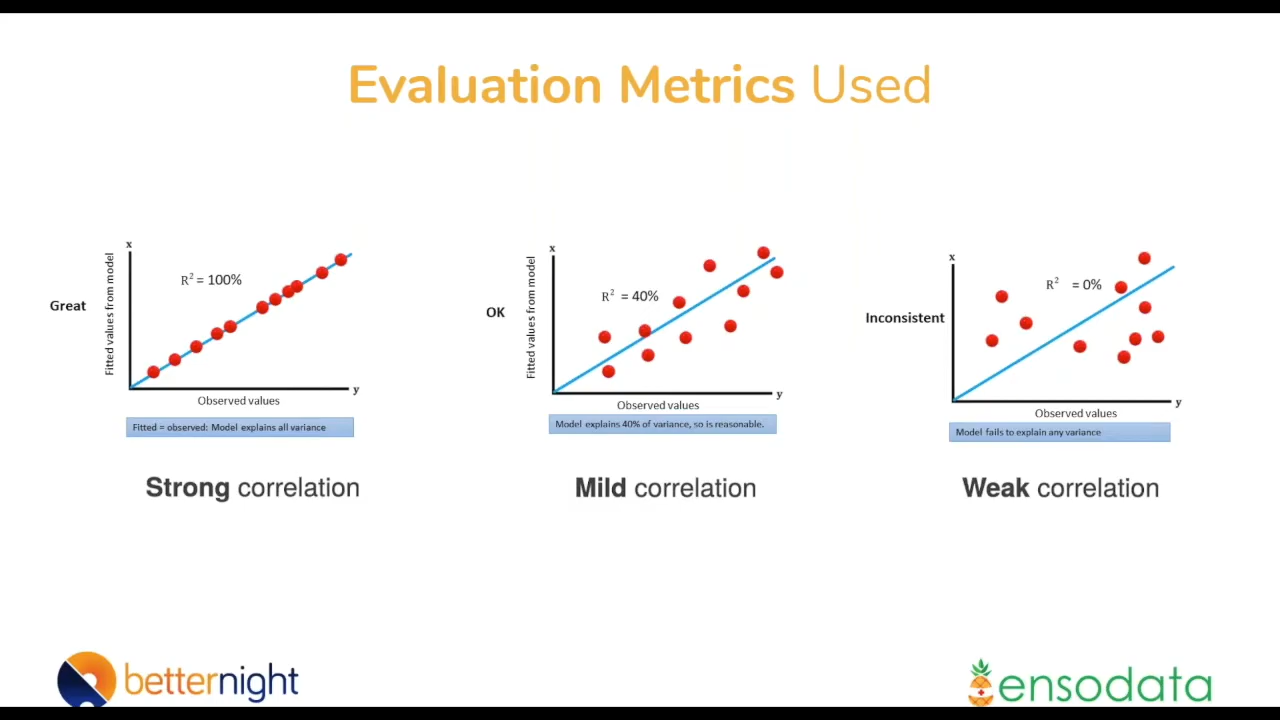 Evaluation Metrics Used
Great
x
Fitted values from model
R² = 100%
y
Observed values
Fitted = observed: Model explains all variance
Strong correlation
OK
x
Fitted values from model
R² = 40%
y
Observed values
Model explains 40% of variance, so is reasonable.
Mild correlation
Inconsistent
x
R² = 0%
y
Observed values
Model fails to explain any variance
Weak correlation
betternight
ensodata